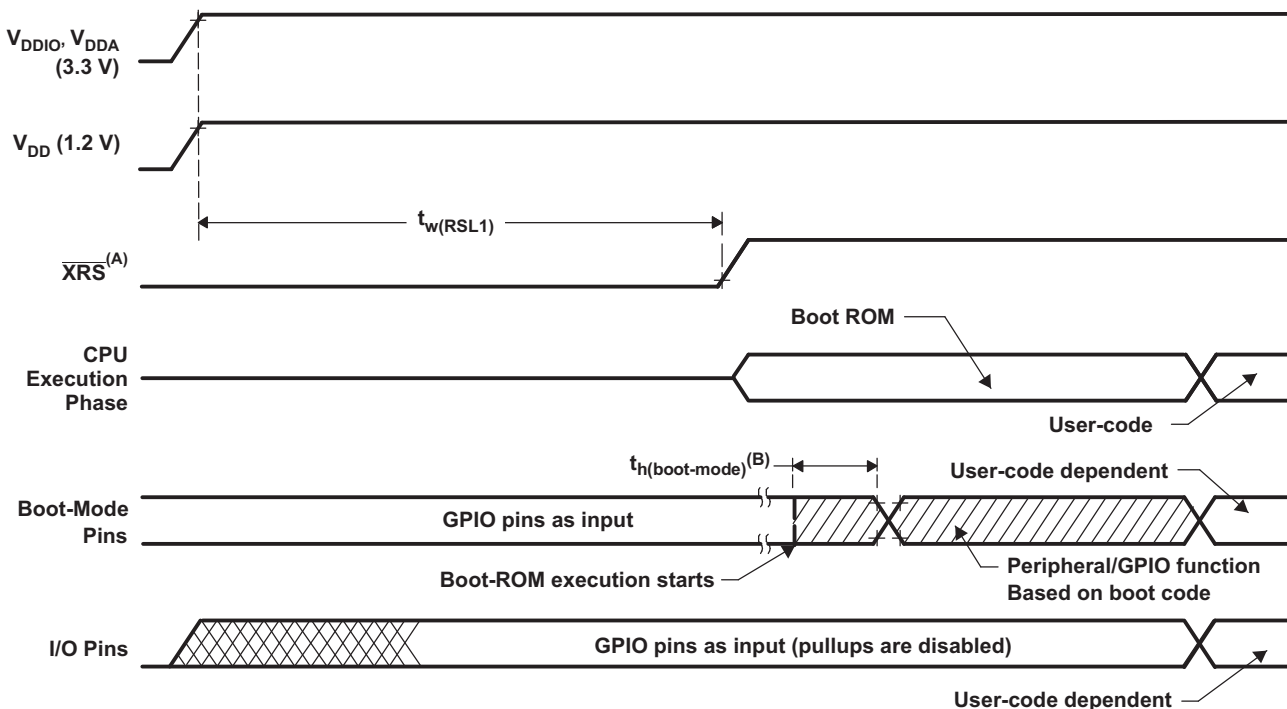 V_DDIO, V_DDA
(3.3 V)
V_DD (1.2 V)
t_w(RSL1)
XRS^(A)
Boot ROM
CPU
Execution
Phase
User-code
t_h(boot-mode)^(B)
User-code dependent
Boot-Mode
Pins
GPIO pins as input
Boot-ROM execution starts
Peripheral/GPIO function
Based on boot code
I/O Pins
GPIO pins as input (pullups are disabled)
User-code dependent